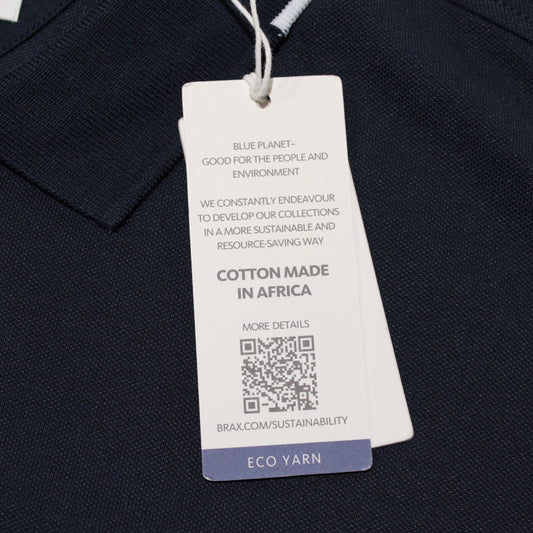 BLUE PLANET–
GOOD FOR THE PEOPLE AND
ENVIRONMENT
WE CONSTANTLY ENDEAVOUR
TO DEVELOP OUR COLLECTIONS
IN A MORE SUSTAINABLE AND
RESOURCE-SAVING WAY
COTTON MADE
IN AFRICA
MORE DETAILS
BRAX.COM/SUSTAINABILITY
ECO YARN